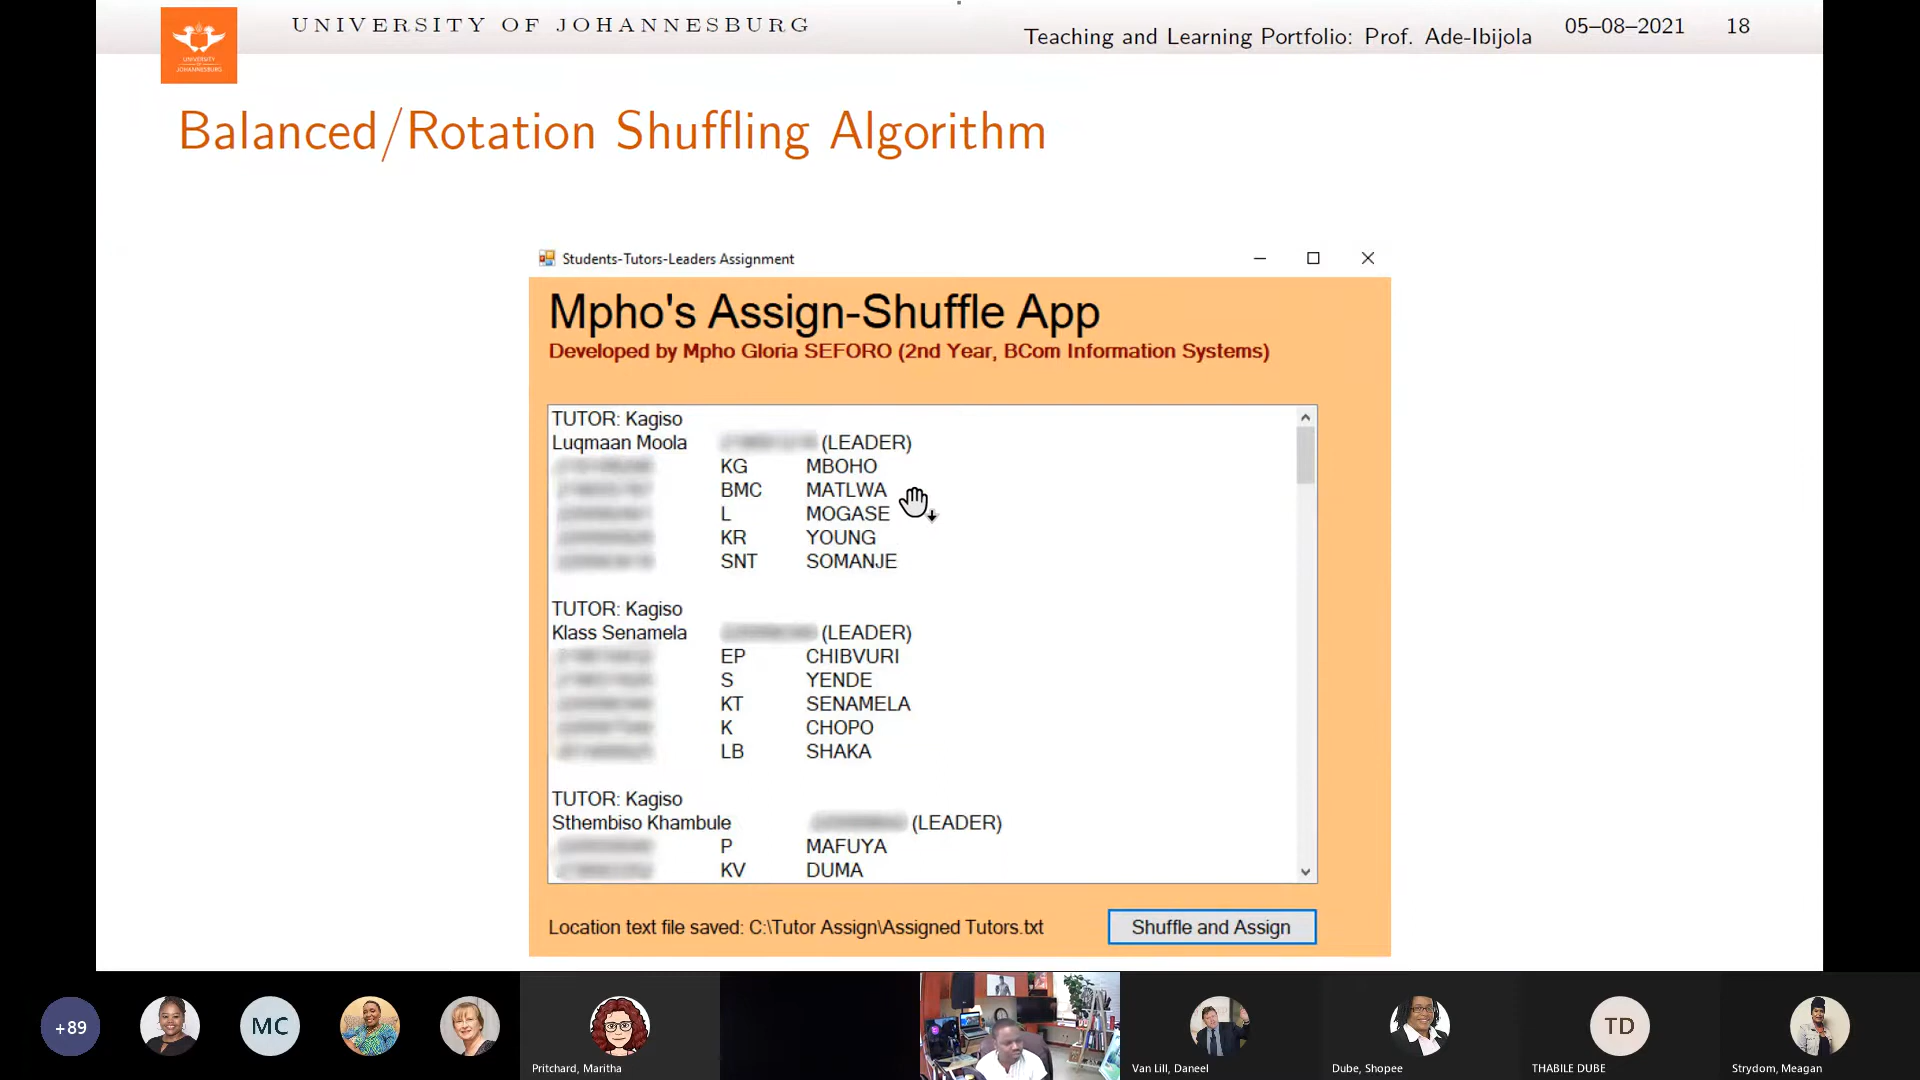 UNIVERSITY OF JOHANNESBURG
Teaching and Learning Portfolio: Prof. Ade-Ibijola
05–08–2021
18
UNIVERSITY
OF
JOHANNESBURG
Balanced/Rotation Shuffling Algorithm
Students-Tutors-Leaders Assignment
Mpho's Assign-Shuffle App
Developed by Mpho Gloria SEFORO (2nd Year, BCom Information Systems)
TUTOR: Kagiso
Luqmaan Moola (LEADER)
KG MBOHO
BMC MATLWA
L MOGASE
KR YOUNG
SNT SOMANJE
TUTOR: Kagiso
Klass Senamela (LEADER)
EP CHIBVURI
S YENDE
KT SENAMELA
K CHOPO
LB SHAKA
TUTOR: Kagiso
Sthembiso Khambule (LEADER)
P MAFUYA
KV DUMA
Location text file saved: C:\Tutor Assign\Assigned Tutors.txt
Shuffle and Assign
+89
MC
Pritchard, Maritha
Van Lill, Daneel
Dube, Shopee
TD
THABILE DUBE
Strydom, Meagan